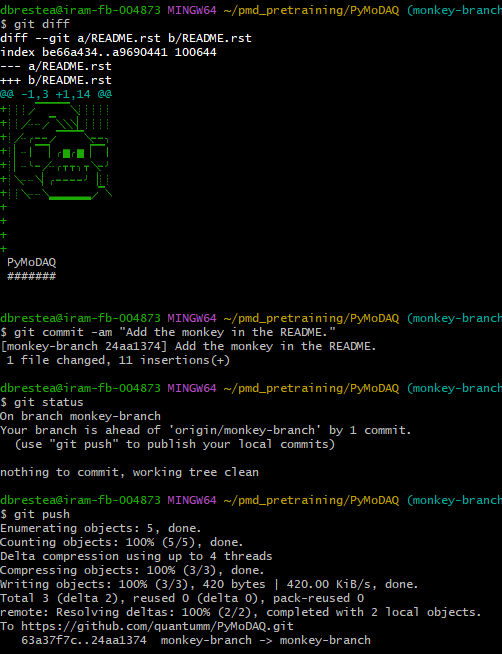 dbrestea@iram-fb-004873 MINGW64 ~/pmd_pretraining/PyMoDAQ (monkey-branch
$ git diff
diff --git a/README.rst b/README.rst
index be66a434..a9690441 100644
--- a/README.rst
+++ b/README.rst
@@ -1,3 +1,14 @@
+
+
+
+
+
+
+
+
+
+
+
 PyMoDAQ
 #######

dbrestea@iram-fb-004873 MINGW64 ~/pmd_pretraining/PyMoDAQ (monkey-branch
$ git commit -am "Add the monkey in the README."
[monkey-branch 24aa1374] Add the monkey in the README.
 1 file changed, 11 insertions(+)

dbrestea@iram-fb-004873 MINGW64 ~/pmd_pretraining/PyMoDAQ (monkey-branch
$ git status
On branch monkey-branch
Your branch is ahead of 'origin/monkey-branch' by 1 commit.
  (use "git push" to publish your local commits)

nothing to commit, working tree clean

dbrestea@iram-fb-004873 MINGW64 ~/pmd_pretraining/PyMoDAQ (monkey-branch
$ git push
Enumerating objects: 5, done.
Counting objects: 100% (5/5), done.
Delta compression using up to 4 threads
Compressing objects: 100% (3/3), done.
Writing objects: 100% (3/3), 420 bytes | 420.00 KiB/s, done.
Total 3 (delta 2), reused 0 (delta 0), pack-reused 0
remote: Resolving deltas: 100% (2/2), completed with 2 local objects.
To https://github.com/quantumm/PyMoDAQ.git
   63a37f7c..24aa1374  monkey-branch -> monkey-branch